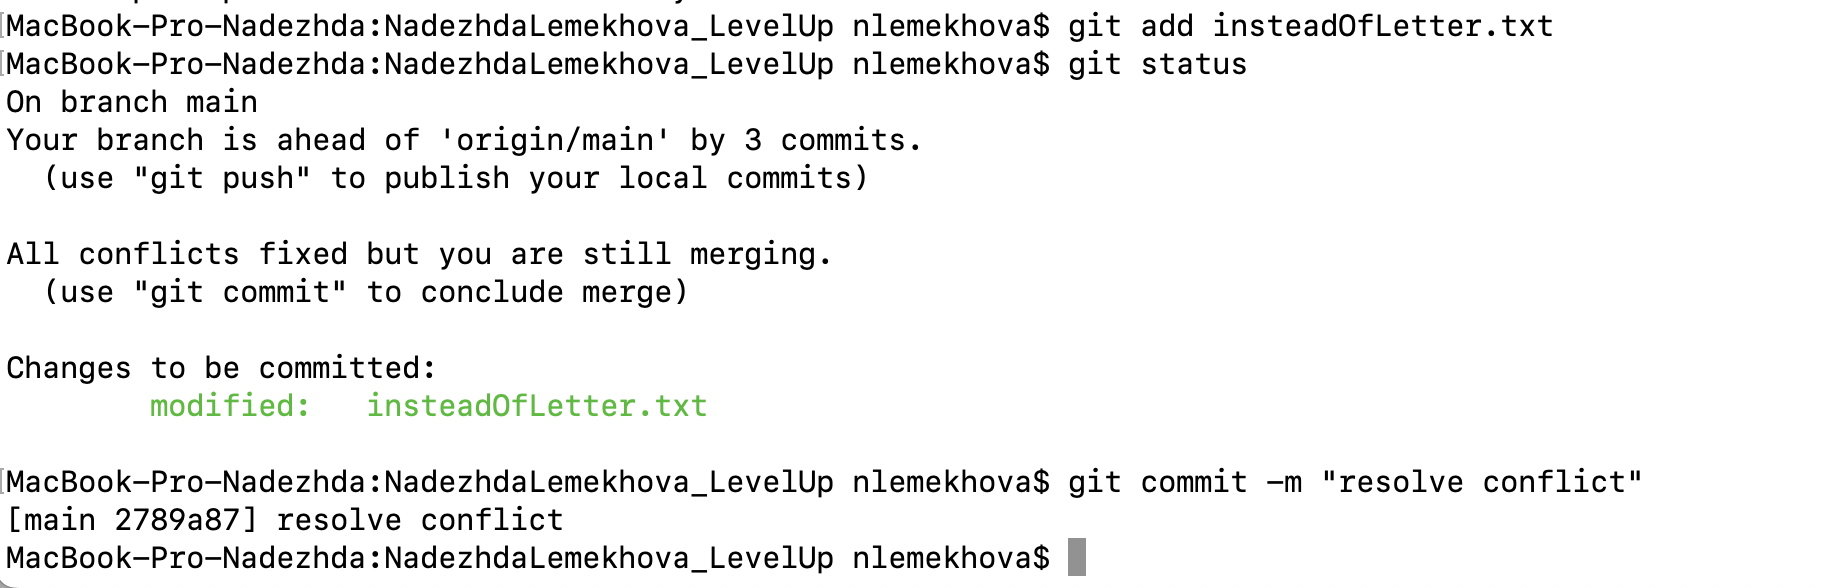 MacBook-Pro-Nadezhda:NadezhdaLemekhova_LevelUp nlemekhova$ git add insteadOfLetter.txt
MacBook-Pro-Nadezhda:NadezhdaLemekhova_LevelUp nlemekhova$ git status
On branch main
Your branch is ahead of 'origin/main' by 3 commits.
  (use "git push" to publish your local commits)

All conflicts fixed but you are still merging.
  (use "git commit" to conclude merge)

Changes to be committed:
        modified:   insteadOfLetter.txt

MacBook-Pro-Nadezhda:NadezhdaLemekhova_LevelUp nlemekhova$ git commit -m "resolve conflict"
[main 2789a87] resolve conflict
MacBook-Pro-Nadezhda:NadezhdaLemekhova_LevelUp nlemekhova$